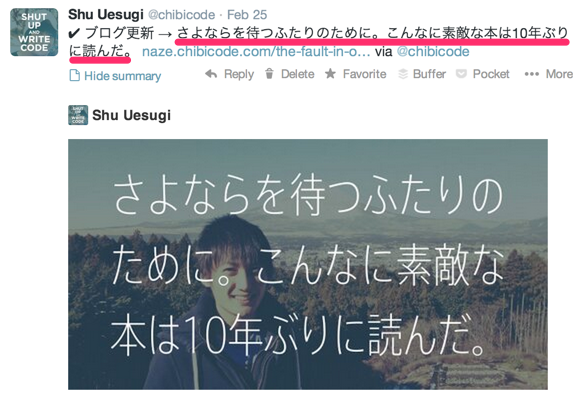 SHUT
UP
AND
WRITE
CODE
Shu Uesugi @chibicode · Feb 25
✔ ブログ更新 → さよならを待つふたりのために。こんなに素敵な本は10年ぶり
に読んだ。 naze.chibicode.com/the-fault-in-o… via @chibicode
Hide summary Reply Delete Favorite Buffer Pocket More
SHUT
UP
AND
WRITE
CODE
Shu Uesugi
さよならを待つふたりの
ために。こんなに素敵な
本は10年ぶりに読んだ。